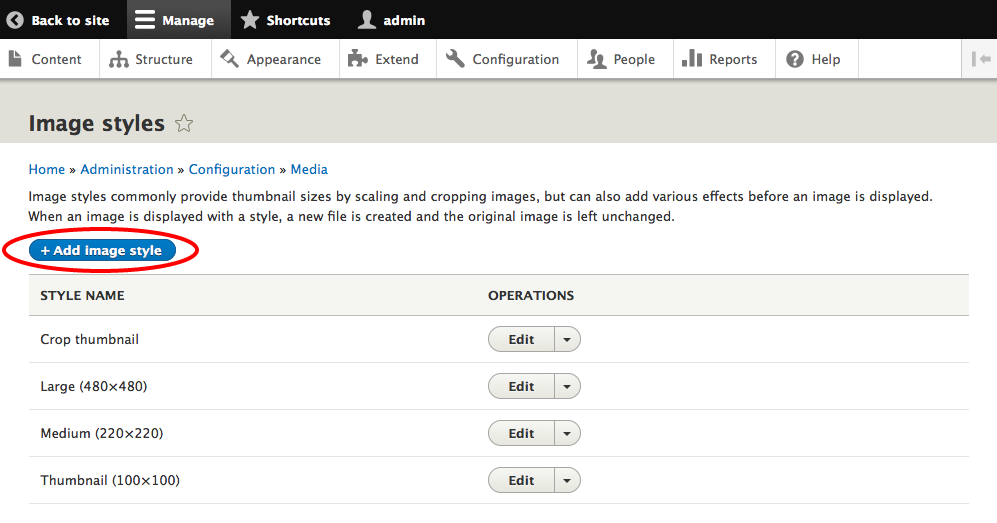 Back to site Manage Shortcuts admin
Content Structure Appearance Extend Configuration People Reports Help
Image styles
Home » Administration » Configuration » Media
Image styles commonly provide thumbnail sizes by scaling and cropping images, but can also add various effects before an image is displayed.
When an image is displayed with a style, a new file is created and the original image is left unchanged.
+ Add image style
STYLE NAME OPERATIONS
Crop thumbnail Edit
Large (480×480) Edit
Medium (220×220) Edit
Thumbnail (100×100) Edit